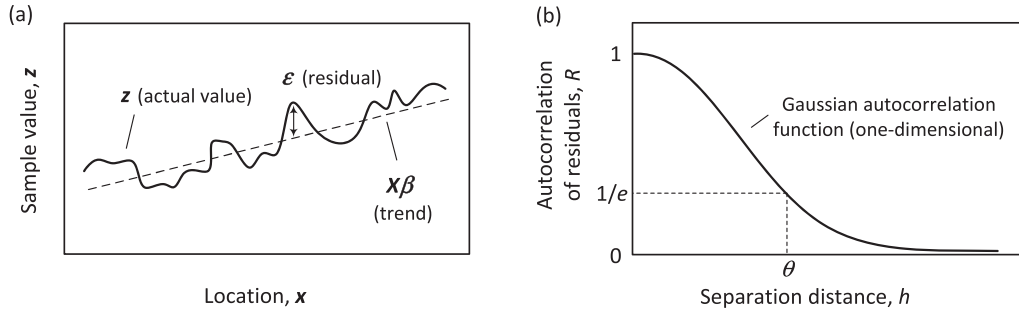 (a)
Sample value, z
z (actual value)
ε (residual)
Xβ
(trend)
Location, x
(b)
Autocorrelation
of residuals, R
1
1/e
0
Gaussian autocorrelation
function (one-dimensional)
θ
Separation distance, h